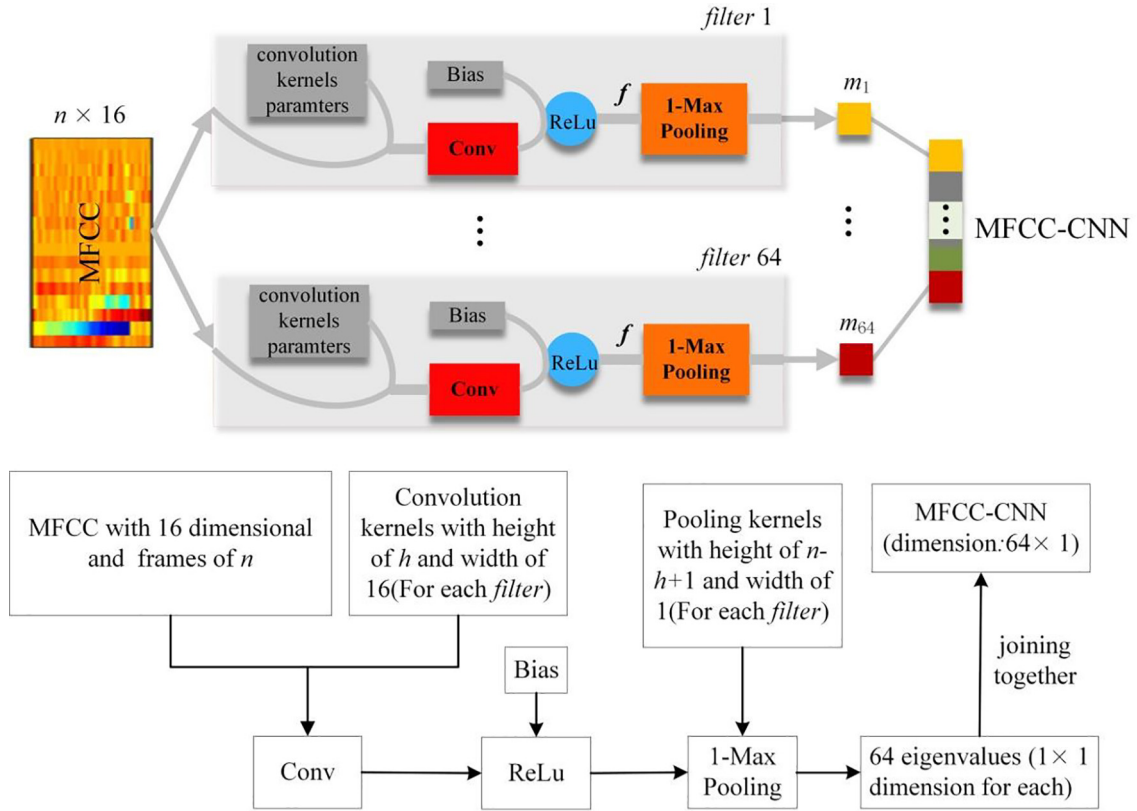 filter 1
convolution
kernels
paramters
Bias
Conv
ReLu
f
1-Max
Pooling
m1
n × 16
MFCC
MFCC-CNN
filter 64
convolution
kernels
paramters
Bias
Conv
ReLu
f
1-Max
Pooling
m64
MFCC with 16 dimensional
and frames of n
Convolution
kernels with height
of h and width of
16(For each filter)
Pooling kernels
with height of n-
h+1 and width of
1(For each filter)
MFCC-CNN
(dimension:64× 1)
joining
together
Bias
Conv
ReLu
1-Max
Pooling
64 eigenvalues (1× 1
dimension for each)